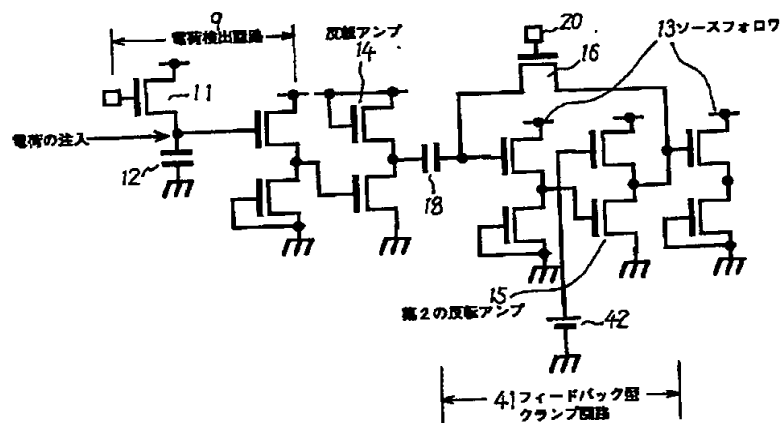 9
電荷検出回路
反転アンプ
14
20
13ソースフォロワ
16
11
電荷の注入
12
18
15
第2の反転アンプ
42
41フィードバック型
クランプ回路